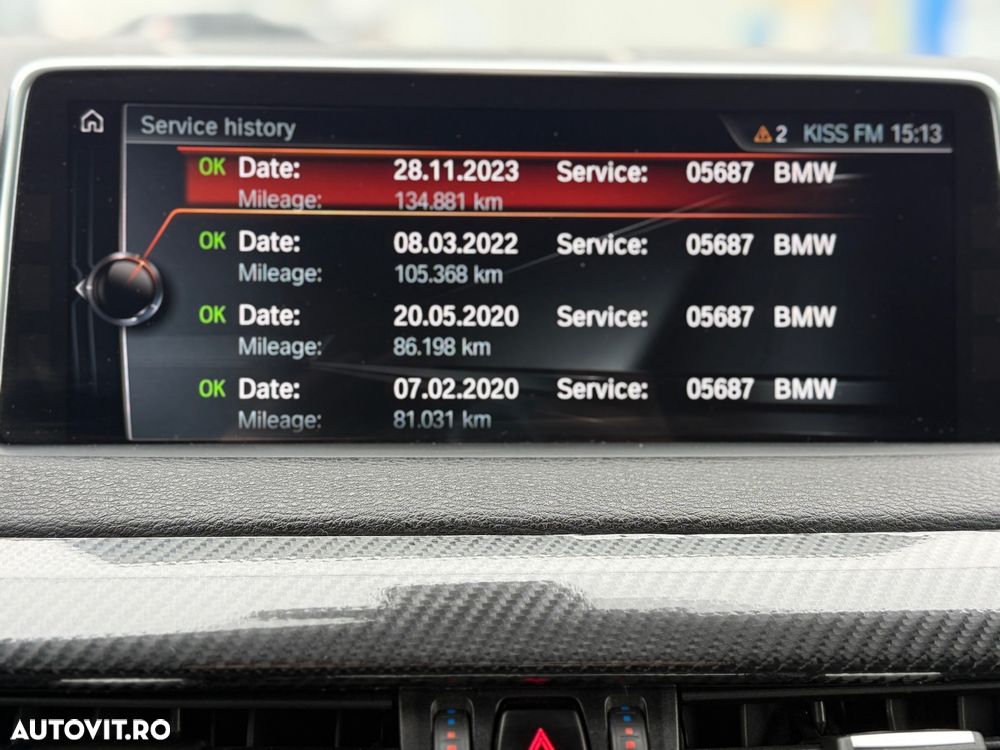 Service history
2 KISS FM 15:13
OK Date: 28.11.2023 Service: 05687 BMW
Mileage: 134.881 km
OK Date: 08.03.2022 Service: 05687 BMW
Mileage: 105.368 km
OK Date: 20.05.2020 Service: 05687 BMW
Mileage: 86.198 km
OK Date: 07.02.2020 Service: 05687 BMW
Mileage: 81.031 km
AUTOVIT.RO